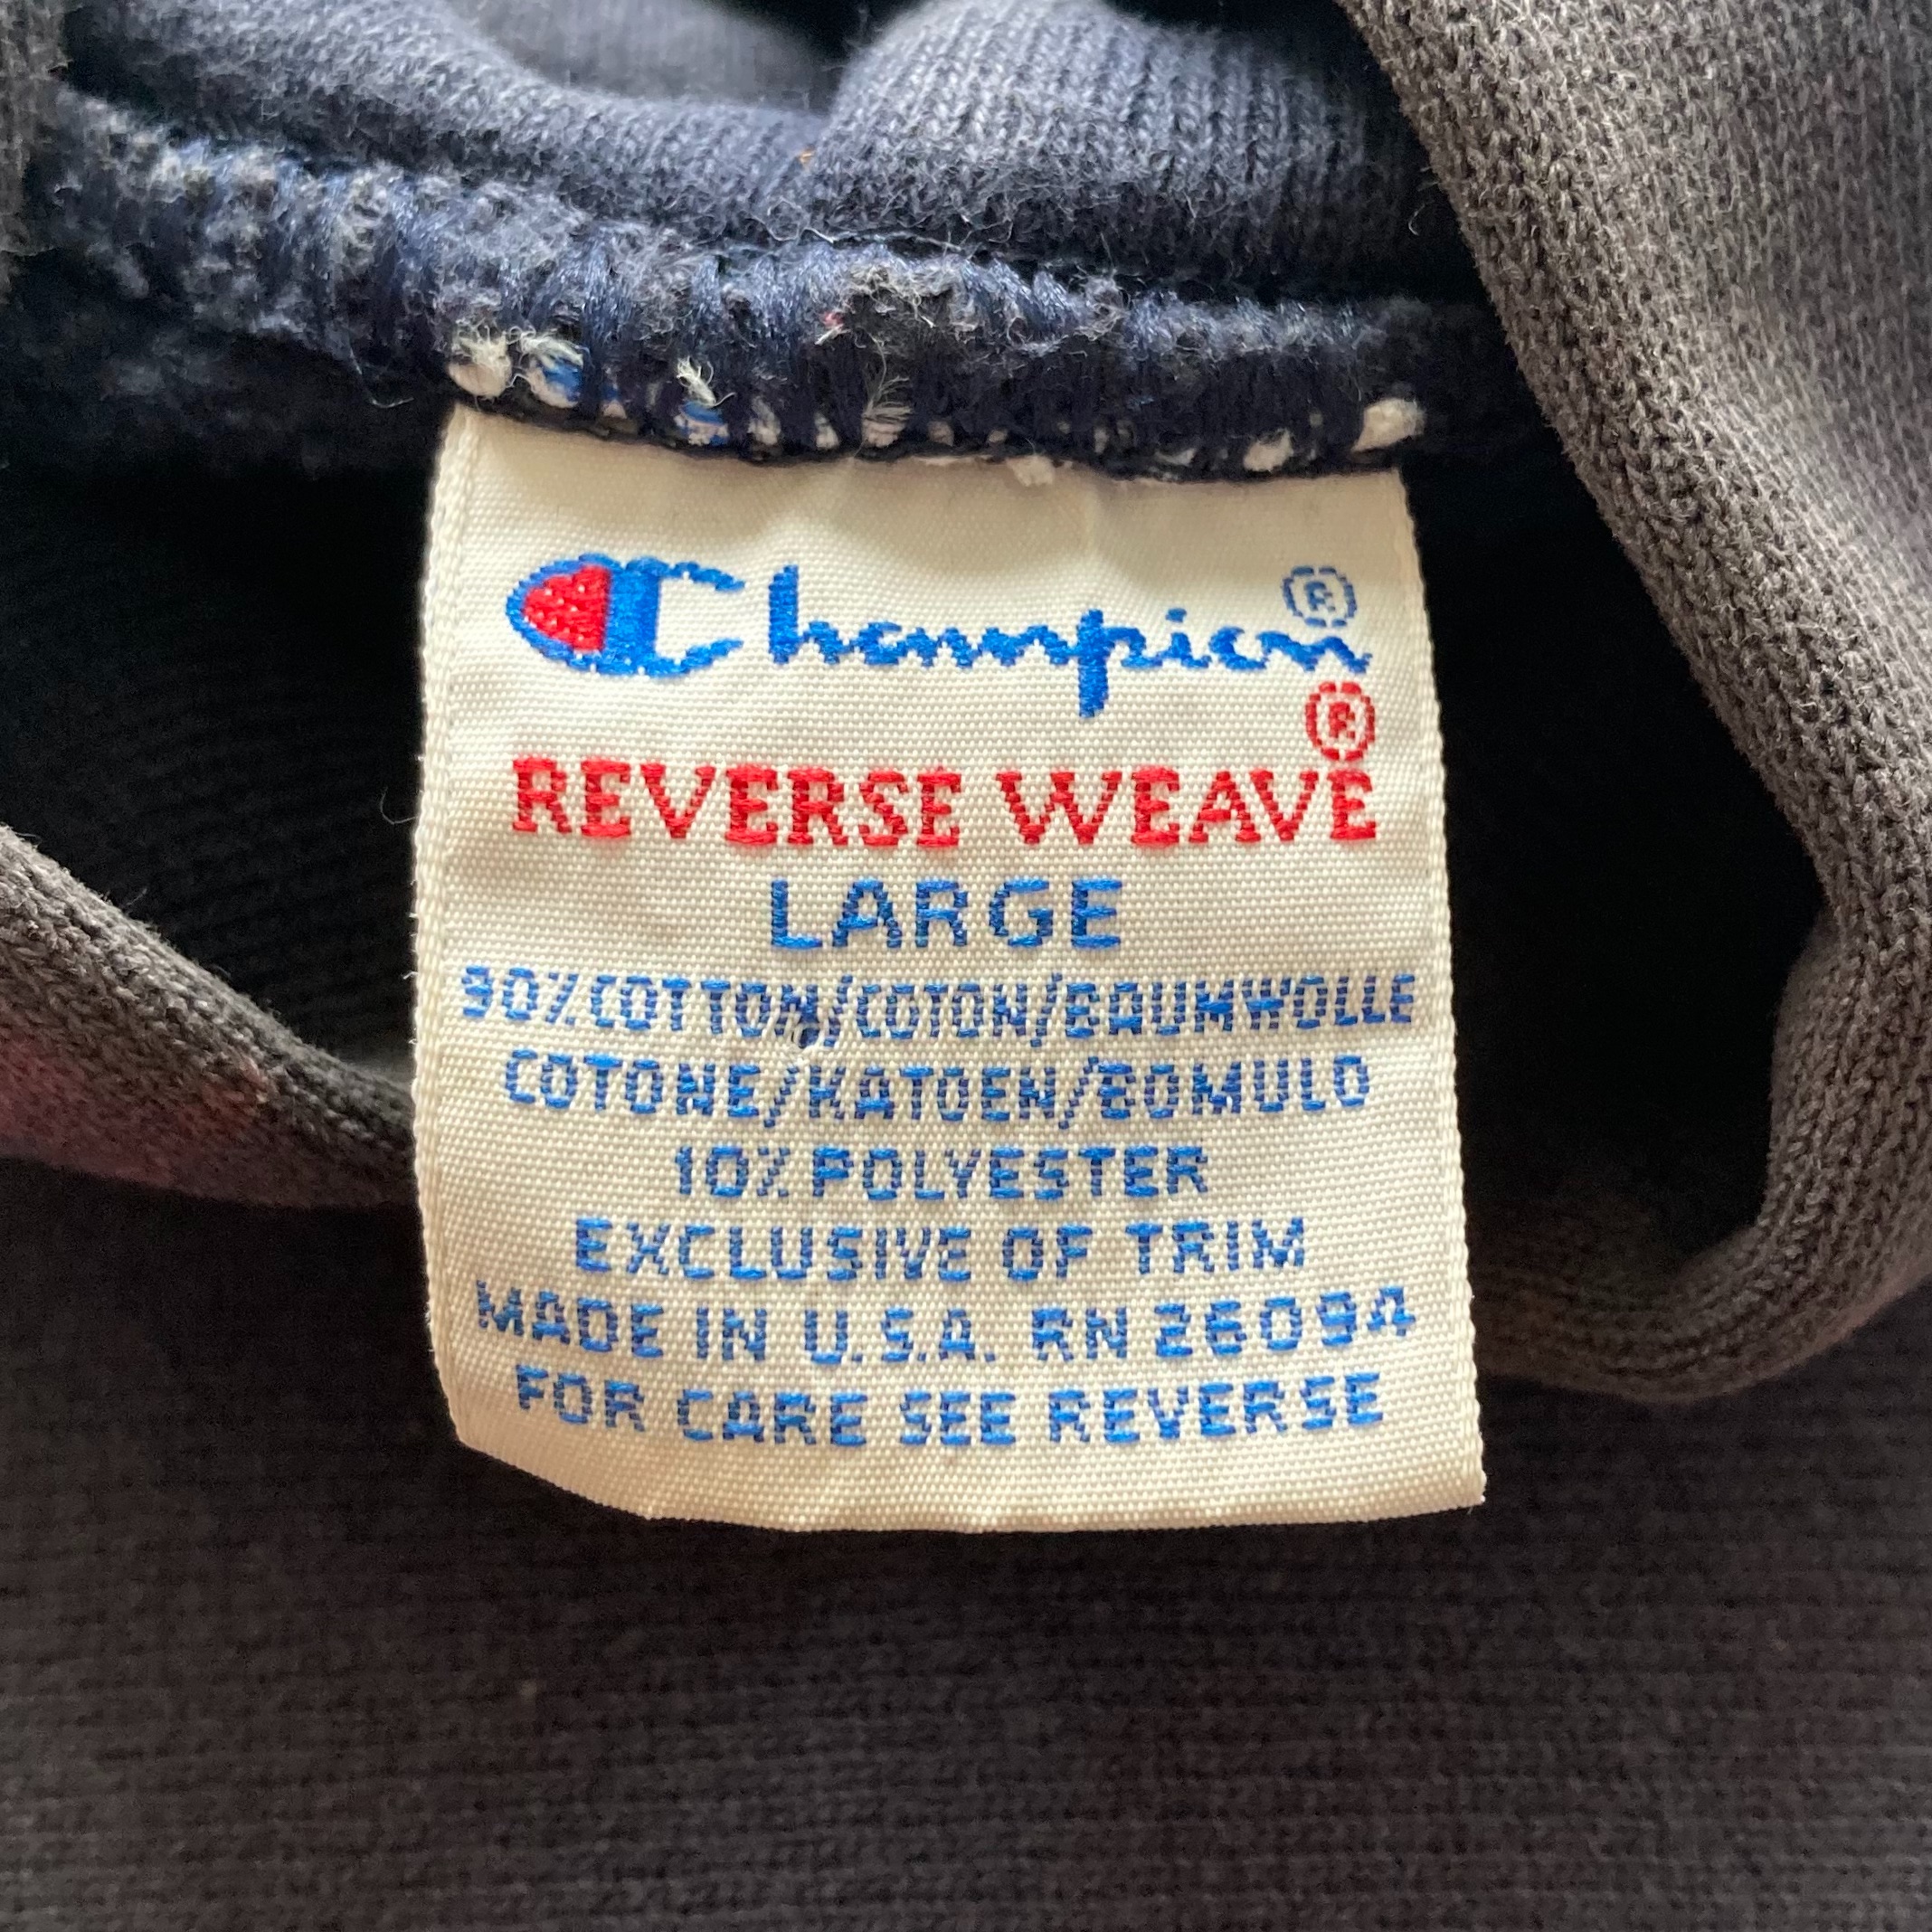 Champion®
REVERSE WEAVE®
LARGE
90% COTTON/COTON/BAUMWOLLE
COTONE/KATOEN/BOMULO
10% POLYESTER
EXCLUSIVE OF TRIM
MADE IN U.S.A. RN 26094
FOR CARE SEE REVERSE